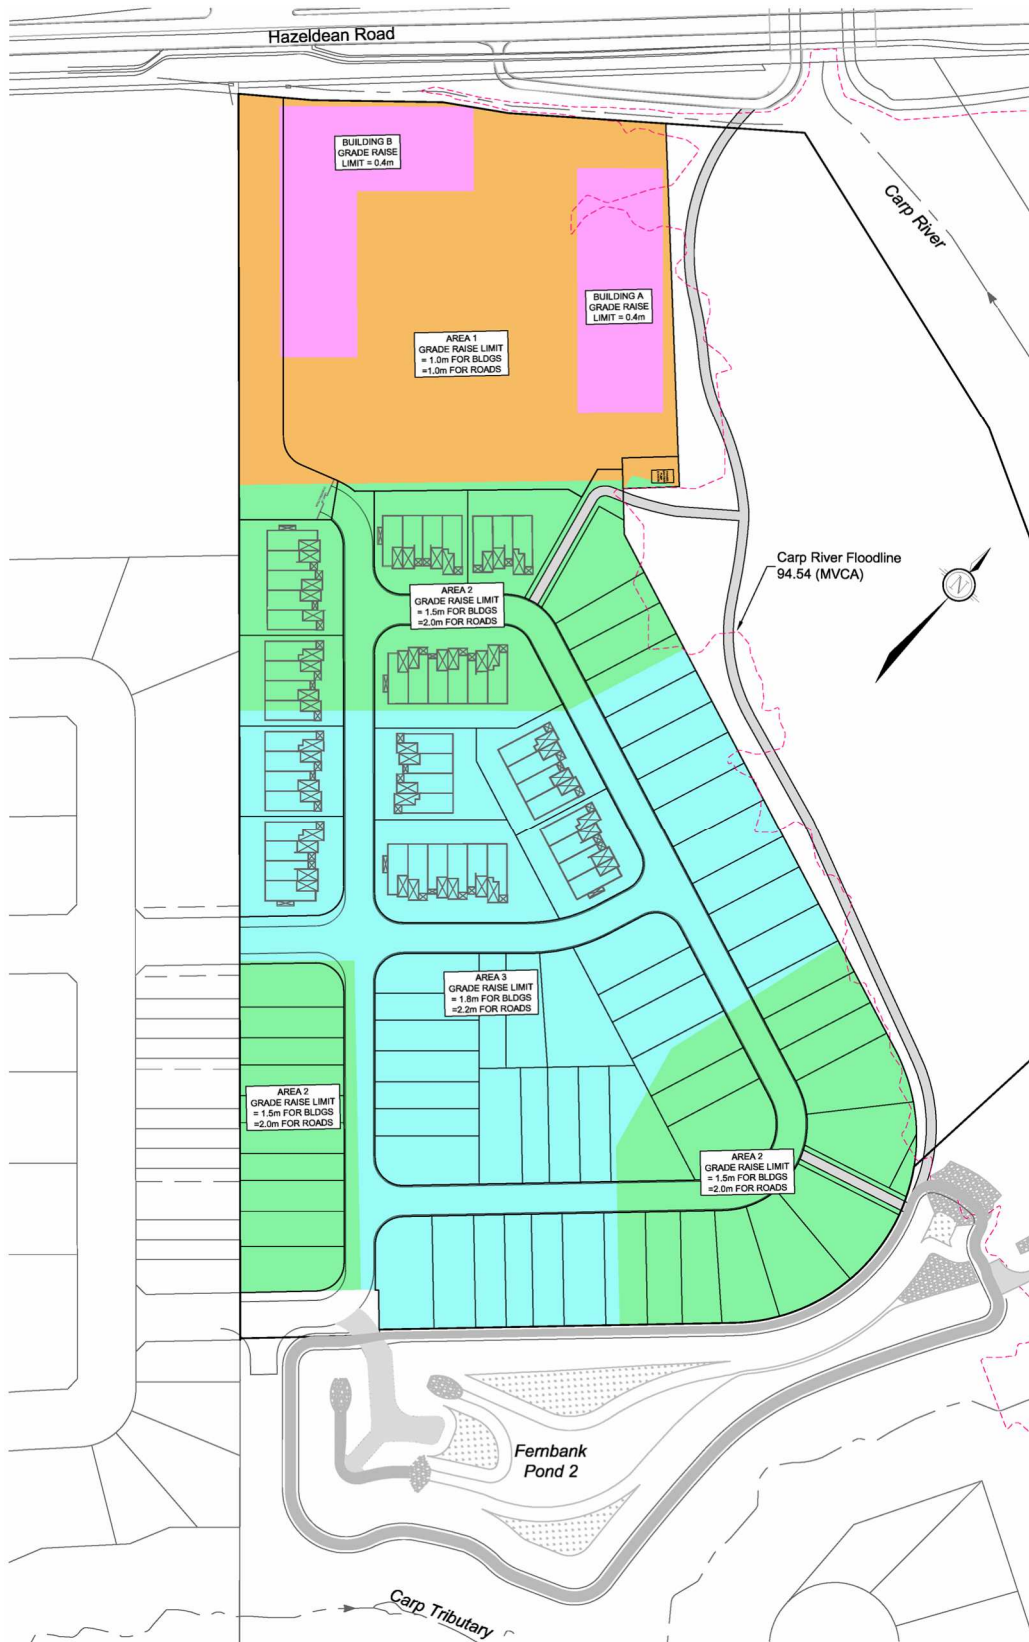 Hazeldean Road
BUILDING B
GRADE RAISE
LIMIT = 0.4m
Carp River
BUILDING A
GRADE RAISE
LIMIT = 0.4m
AREA 1
GRADE RAISE LIMIT
= 1.0m FOR BLDGS
=1.0m FOR ROADS
Carp River Floodline
94.54 (MVCA)
N
AREA 2
GRADE RAISE LIMIT
= 1.5m FOR BLDGS
=2.0m FOR ROADS
AREA 3
GRADE RAISE LIMIT
= 1.8m FOR BLDGS
=2.2m FOR ROADS
AREA 2
GRADE RAISE LIMIT
= 1.5m FOR BLDGS
=2.0m FOR ROADS
AREA 2
GRADE RAISE LIMIT
= 1.5m FOR BLDGS
=2.0m FOR ROADS
Fernbank
Pond 2
Carp Tributary